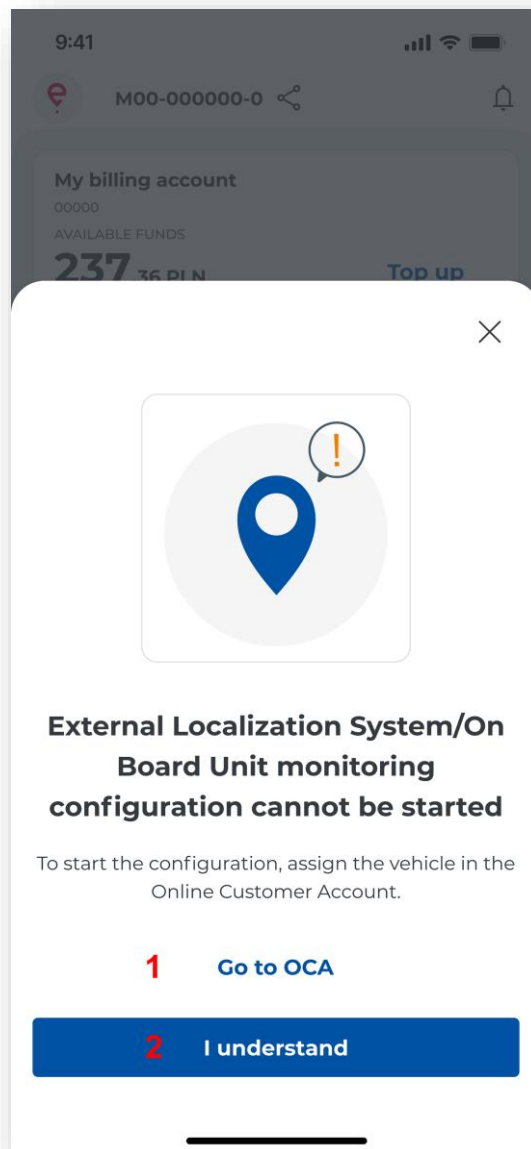 9:41
M00-000000-0
My billing account
00000
AVAILABLE FUNDS
237,36 PLN
Top up
!
External Localization System/On
Board Unit monitoring
configuration cannot be started
To start the configuration, assign the vehicle in the
Online Customer Account.
1 Go to OCA
2 I understand